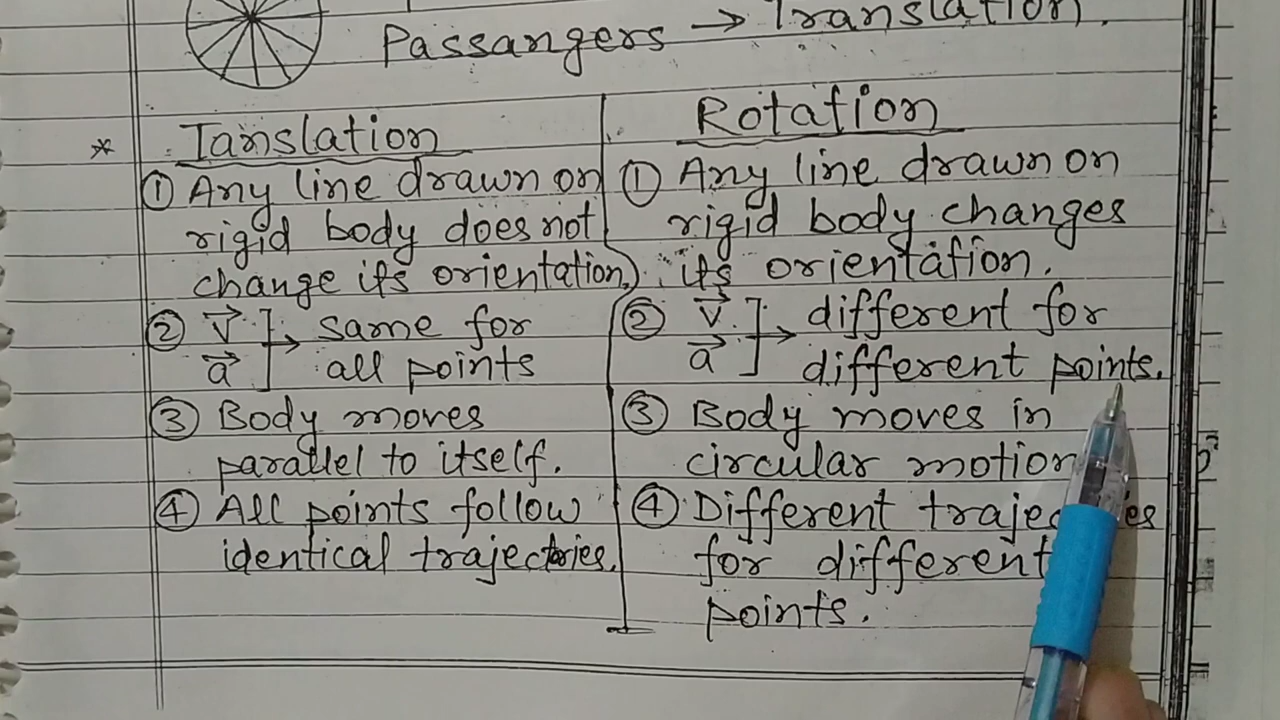 Passangers → Translation.
* Tanslation
① Any line drawn on
rigid body does not
change its orientation.
② v⃗
a⃗ ] → same for
all points
③ Body moves
parallel to itself.
④ All points follow
identical trajectories.
Rotation
① Any line drawn on
rigid body changes
its orientation.
② v⃗
a⃗ ] → different for
different points.
③ Body moves in
circular motion
④ Different
for different
points.